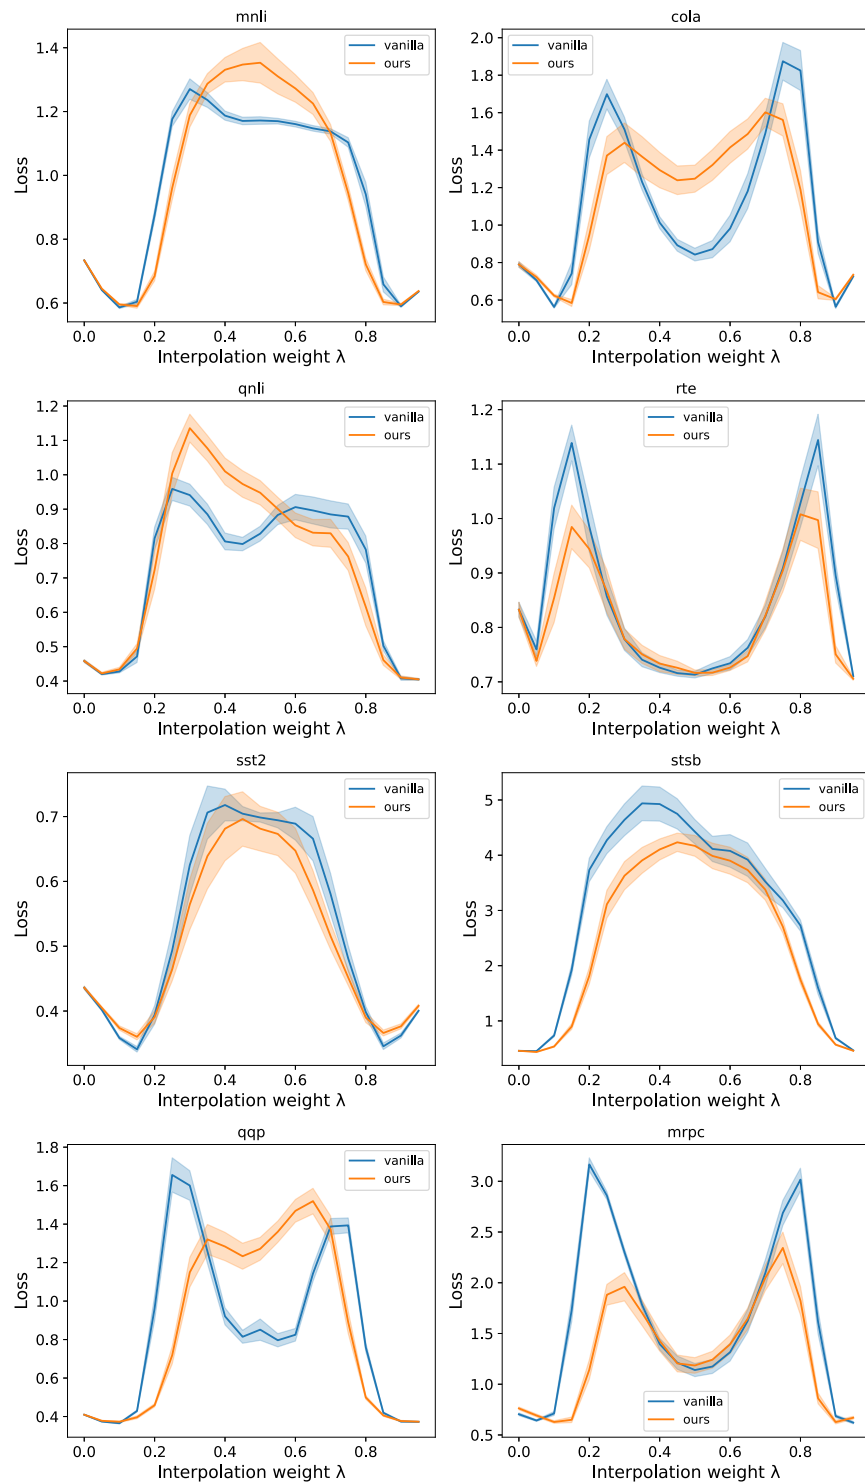 mnli
1.4
1.2
1.0
0.8
0.6
Loss
vanilla
ours
0.0 0.2 0.4 0.6 0.8
Interpolation weight λ
cola
2.0
1.8
1.6
1.4
1.2
1.0
0.8
0.6
Loss
vanilla
ours
0.0 0.2 0.4 0.6 0.8
Interpolation weight λ
qnli
1.2
1.1
1.0
0.9
0.8
0.7
0.6
0.5
0.4
Loss
vanilla
ours
0.0 0.2 0.4 0.6 0.8
Interpolation weight λ
rte
1.2
1.1
1.0
0.9
0.8
0.7
Loss
vanilla
ours
0.0 0.2 0.4 0.6 0.8
Interpolation weight λ
sst2
0.7
0.6
0.5
0.4
Loss
vanilla
ours
0.0 0.2 0.4 0.6 0.8
Interpolation weight λ
stsb
5
4
3
2
1
Loss
vanilla
ours
0.0 0.2 0.4 0.6 0.8
Interpolation weight λ
qqp
1.8
1.6
1.4
1.2
1.0
0.8
0.6
0.4
Loss
vanilla
ours
0.0 0.2 0.4 0.6 0.8
Interpolation weight λ
mrpc
3.0
2.5
2.0
1.5
1.0
0.5
Loss
vanilla
ours
0.0 0.2 0.4 0.6 0.8
Interpolation weight λ